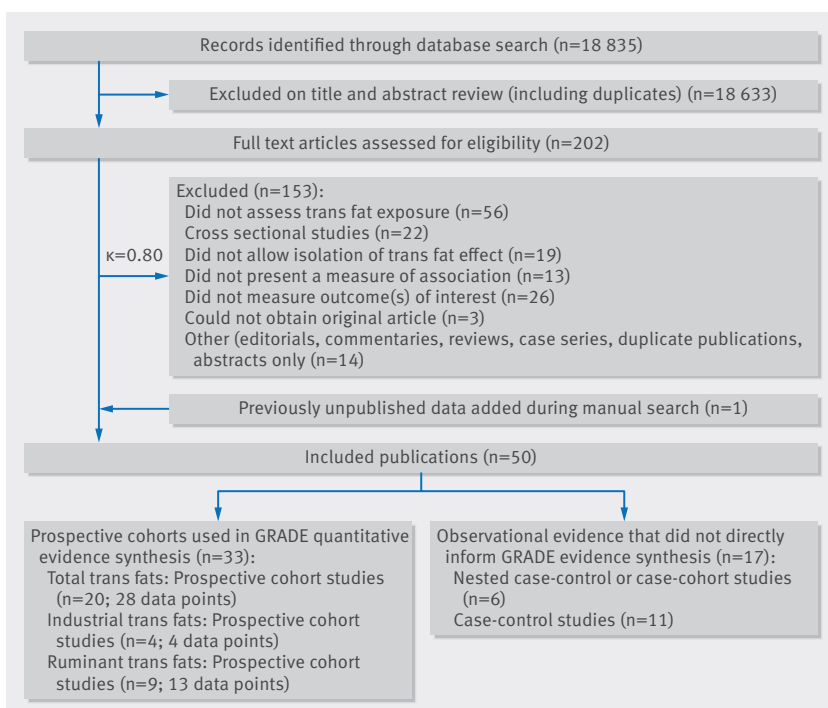 Records identified through database search (n=18 835)
Excluded on title and abstract review (including duplicates) (n=18 633)
Full text articles assessed for eligibility (n=202)
Excluded (n=153):
Did not assess trans fat exposure (n=56)
Cross sectional studies (n=22)
κ=0.80
Did not allow isolation of trans fat effect (n=19)
Did not present a measure of association (n=13)
Did not measure outcome(s) of interest (n=26)
Could not obtain original article (n=3)
Other (editorials, commentaries, reviews, case series, duplicate publications,
abstracts only (n=14)
Previously unpublished data added during manual search (n=1)
Included publications (n=50)
Prospective cohorts used in GRADE quantitative
evidence synthesis (n=33):
Total trans fats: Prospective cohort studies
(n=20; 28 data points)
Industrial trans fats: Prospective cohort
studies (n=4; 4 data points)
Ruminant trans fats: Prospective cohort
studies (n=9; 13 data points)
Observational evidence that did not directly
inform GRADE evidence synthesis (n=17):
Nested case-control or case-cohort studies
(n=6)
Case-control studies (n=11)